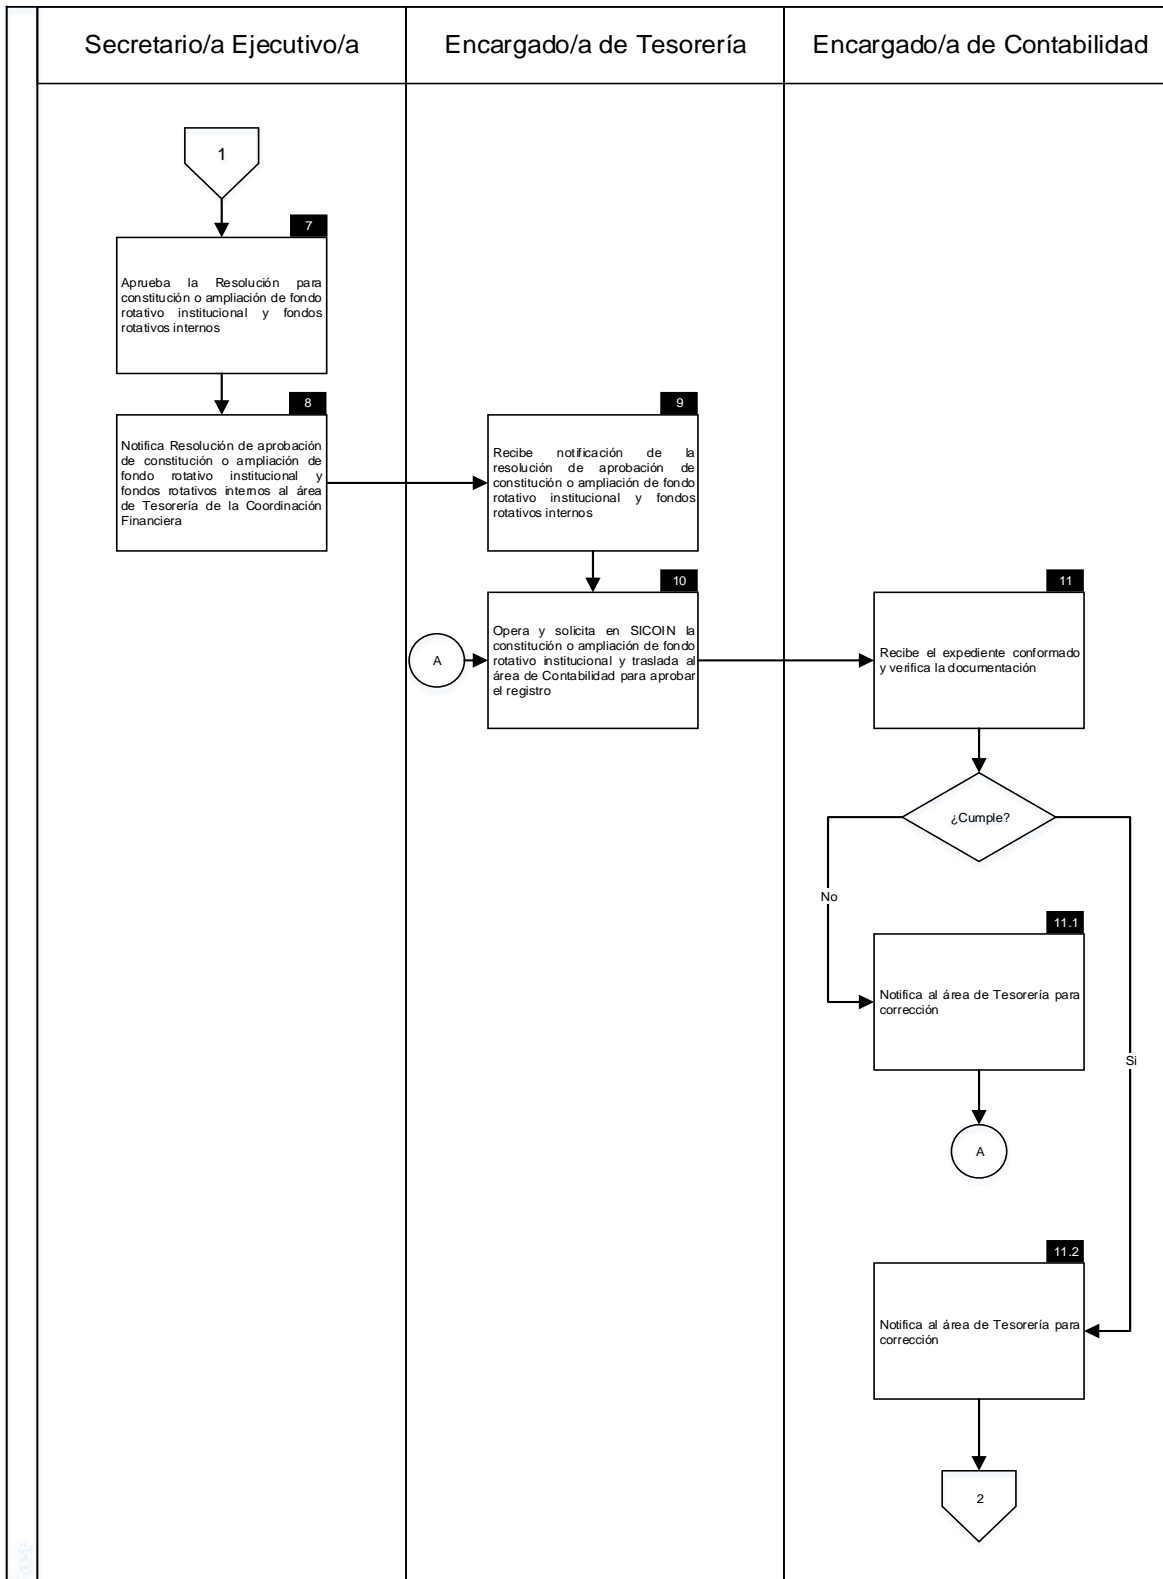 Secretario/a Ejecutivo/a
Encargado/a de Tesorería
Encargado/a de Contabilidad
1
7
Aprueba la Resolución para
constitución o ampliación de fondo
rotativo institucional y fondos
rotativos internos
8
Notifica Resolución de aprobación
de constitución o ampliación de
fondo rotativo institucional y
fondos rotativos internos al área
de Tesorería de la Coordinación
Financiera
9
Recibe notificación de la
resolución de aprobación de
constitución o ampliación de fondo
rotativo institucional y fondos
rotativos internos
10
Opera y solicita en SICOIN la
constitución o ampliación de fondo
rotativo institucional y traslada al
área de Contabilidad para aprobar
el registro
A
11
Recibe el expediente conformado
y verifica la documentación
¿Cumple?
No
11.1
Notifica al área de Tesorería para
corrección
Si
A
11.2
Notifica al área de Tesorería para
corrección
2